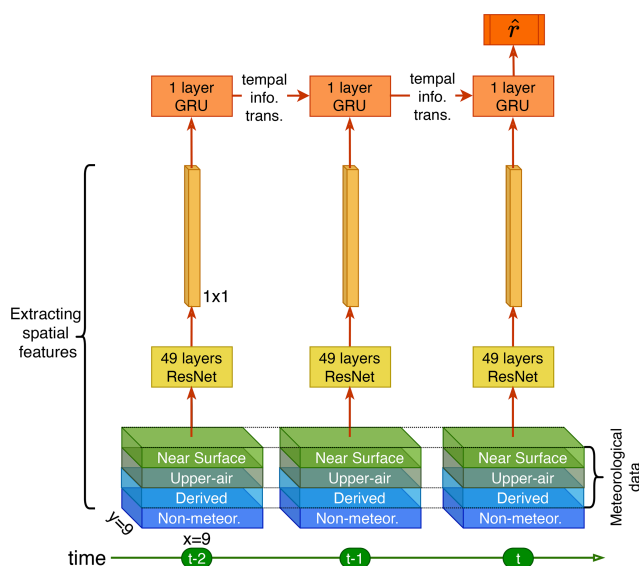 r̂
1 layer
GRU
tempal
info.
trans.
1 layer
GRU
tempal
info.
trans.
1 layer
GRU
1x1
Extracting
spatial
features
49 layers
ResNet
49 layers
ResNet
49 layers
ResNet
Near Surface
Upper-air
Derived
Non-meteor.
Near Surface
Upper-air
Derived
Non-meteor.
Near Surface
Upper-air
Derived
Non-meteor.
Meteorological
data
y=9
x=9
time
t-2
t-1
t